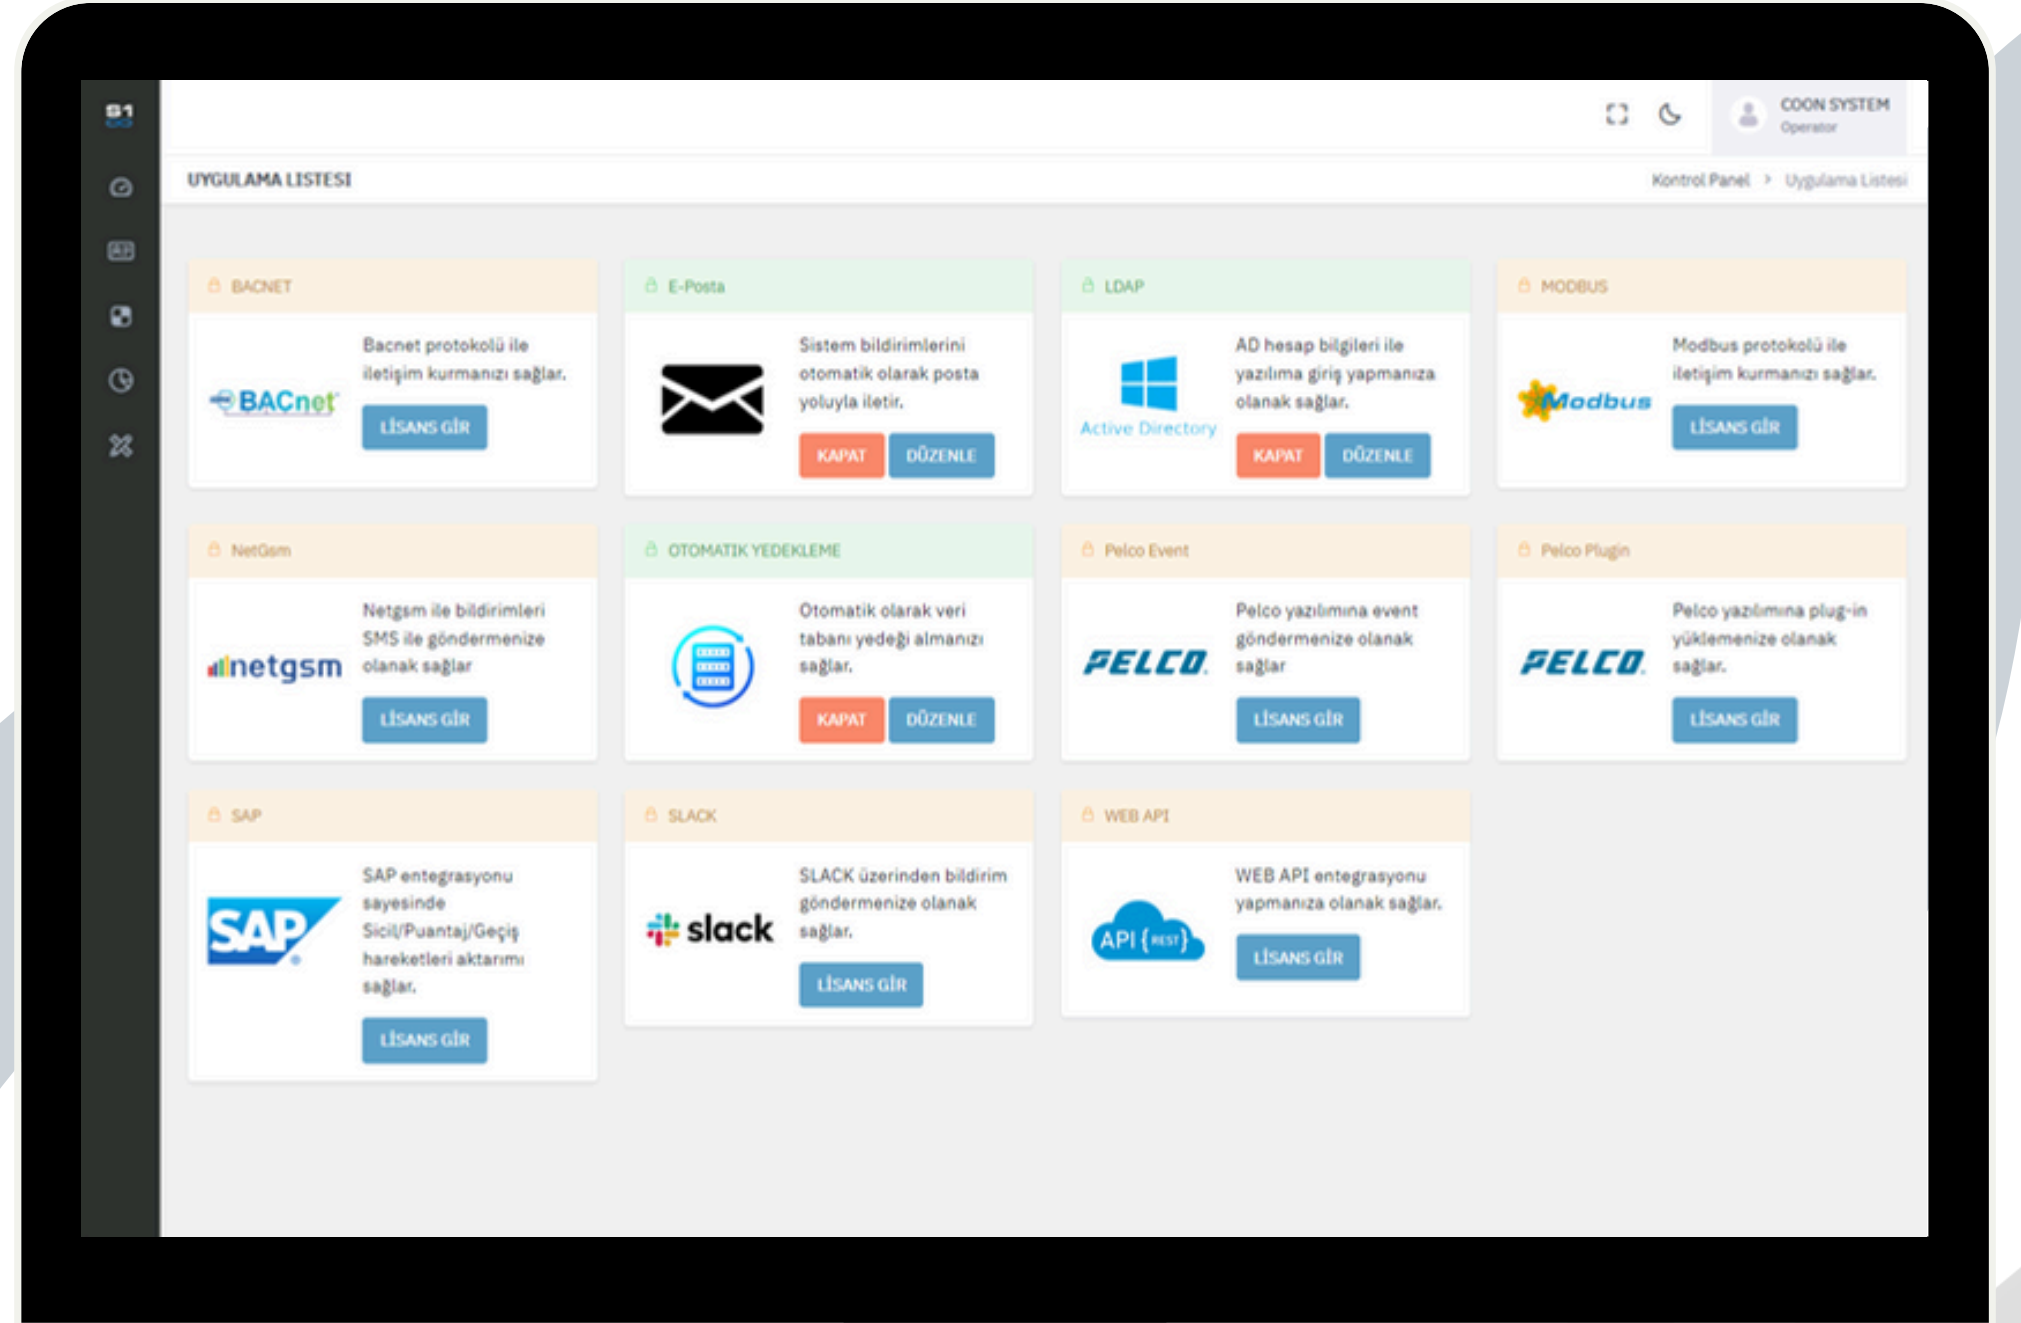 S1
COON SYSTEM
Operator
UYGULAMA LISTESI
Kontrol Panel > Uygulama Listesi
BACNET
BACnet
Bacnet protokolü ile
iletişim kurmanızı sağlar.
LİSANS GİR
E-Posta
Sistem bildirimlerini
otomatik olarak posta
yoluyla iletir.
KAPAT DÜZENLE
LDAP
Active Directory
AD hesap bilgileri ile
yazılıma giriş yapmanıza
olanak sağlar.
KAPAT DÜZENLE
MODBUS
Modbus
Modbus protokolü ile
iletişim kurmanızı sağlar.
LİSANS GİR
NetGsm
netgsm
Netgsm ile bildirimleri
SMS ile göndermenize
olanak sağlar
LİSANS GİR
OTOMATIK YEDEKLEME
Otomatik olarak veri
tabanı yedeği almanızı
sağlar.
KAPAT DÜZENLE
Pelco Event
PELCO.
Pelco yazılımına event
göndermenize olanak
sağlar
LİSANS GİR
Pelco Plugin
PELCO.
Pelco yazılımına plug-in
yüklemenize olanak
sağlar.
LİSANS GİR
SAP
SAP®
SAP entegrasyonu
sayesinde
Sicil/Puantaj/Geçiş
hareketleri aktarımı
sağlar.
LİSANS GİR
SLACK
slack
SLACK üzerinden bildirim
göndermenize olanak
sağlar.
LİSANS GİR
WEB API
API {REST}
WEB API entegrasyonu
yapmanıza olanak sağlar.
LİSANS GİR